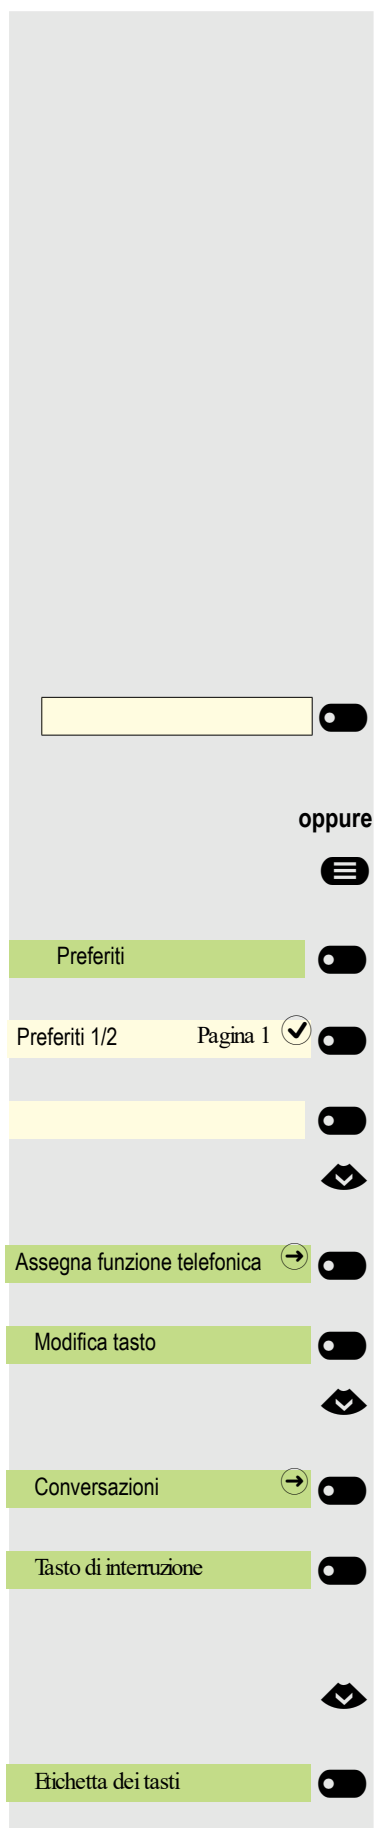 oppure
Preferiti
Preferiti 1/2 Pagina 1
Assegna funzione telefonica
Modifica tasto
Conversazioni
Tasto di interruzione
Etichetta dei tasti